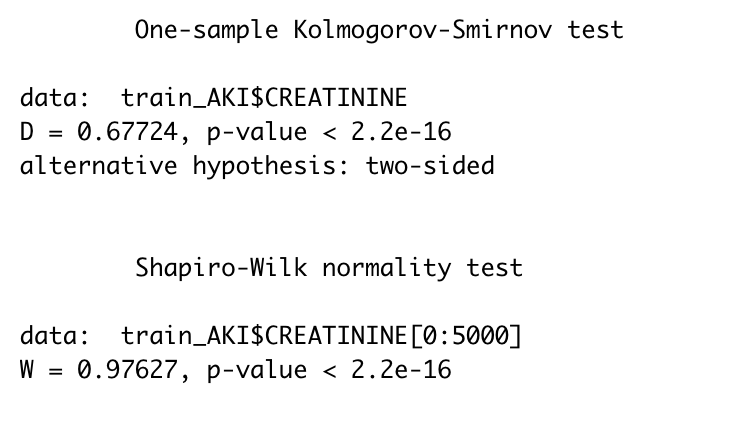 One-sample Kolmogorov-Smirnov test
data:  train_AKI$CREATININE
D = 0.67724, p-value < 2.2e-16
alternative hypothesis: two-sided
Shapiro-Wilk normality test
data:  train_AKI$CREATININE[0:5000]
W = 0.97627, p-value < 2.2e-16